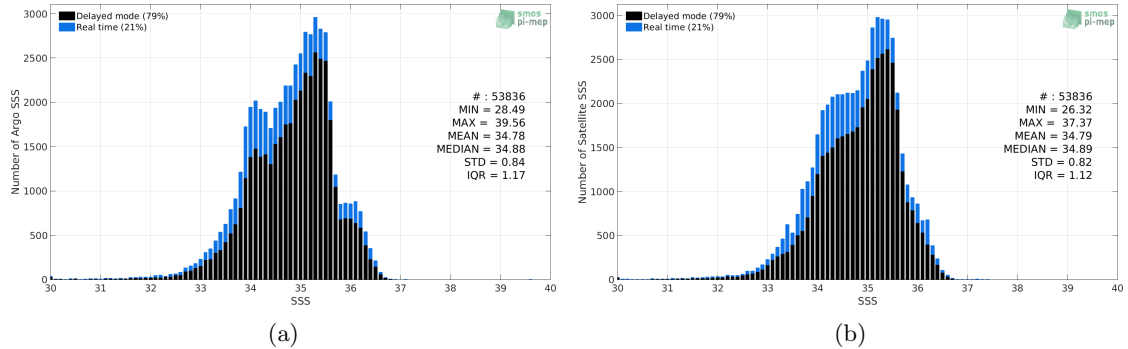 Delayed mode (79%)
Real time (21%)
smos
pi-mep
Number of Argo SSS
3000
2500
2000
1500
1000
500
0
# : 53836
MIN = 28.49
MAX = 39.56
MEAN = 34.78
MEDIAN = 34.88
STD = 0.84
IQR = 1.17
30 31 32 33 34 35 36 37 38 39 40
SSS
(a)
Delayed mode (79%)
Real time (21%)
smos
pi-mep
Number of Satellite SSS
3000
2500
2000
1500
1000
500
0
# : 53836
MIN = 26.32
MAX = 37.37
MEAN = 34.79
MEDIAN = 34.89
STD = 0.82
IQR = 1.12
30 31 32 33 34 35 36 37 38 39 40
SSS
(b)